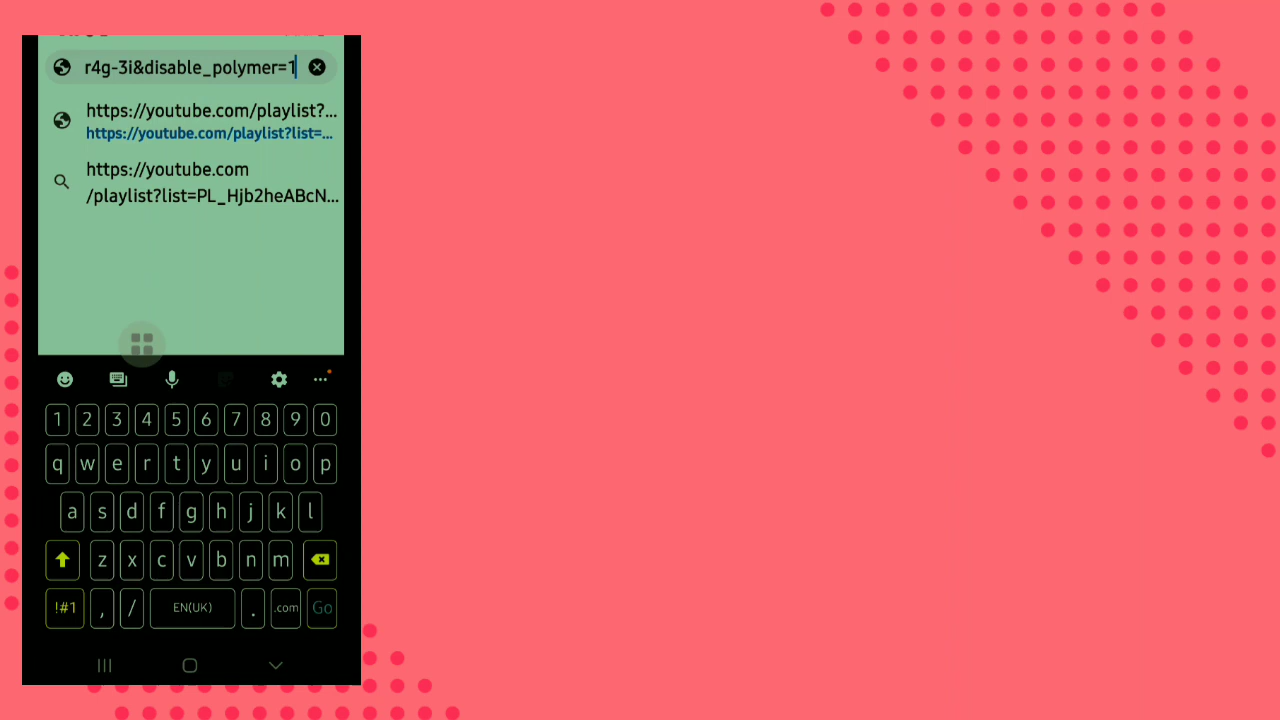 r4g-3i&disable_polymer=1
https://youtube.com/playlist?...
https://youtube.com/playlist?list=...
https://youtube.com
/playlist?list=PL_Hjb2heABcN...
1 2 3 4 5 6 7 8 9 0
q w e r t y u i o p
a s d f g h j k l
z x c v b n m
!#1 , / EN(UK) . .com Go